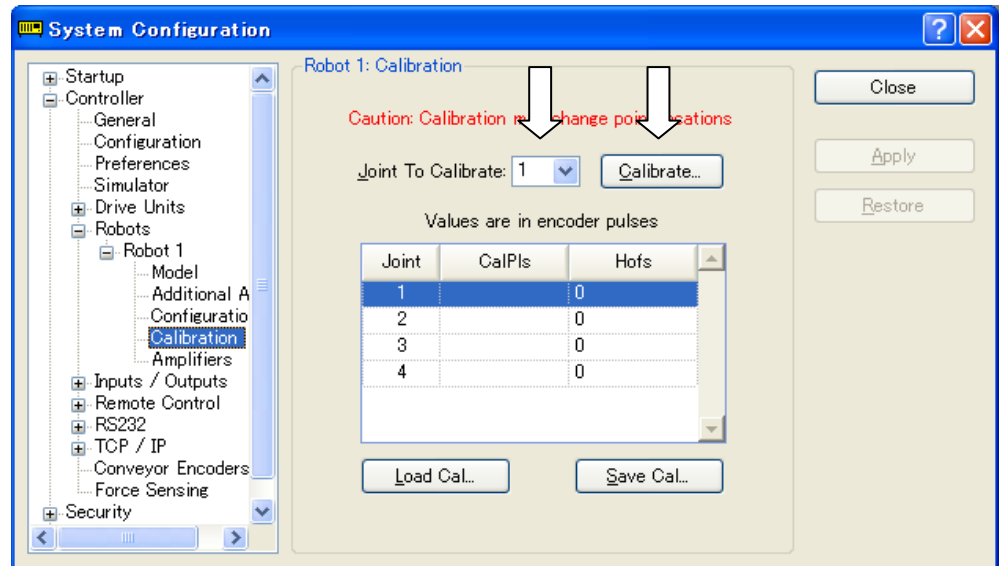 System Configuration
Startup
Controller
General
Configuration
Preferences
Simulator
Drive Units
Robots
Robot 1
Model
Additional A
Configuratio
Calibration
Amplifiers
Inputs / Outputs
Remote Control
RS232
TCP / IP
Conveyor Encoders
Force Sensing
Security
Robot 1: Calibration
Caution: Calibration change
Joint To Calibrate: 1 Calibrate...
Values are in encoder pulses
Joint CalPls Hofs
1 0
2 0
3 0
4 0
Load Cal... Save Cal...
Close
Apply
Restore